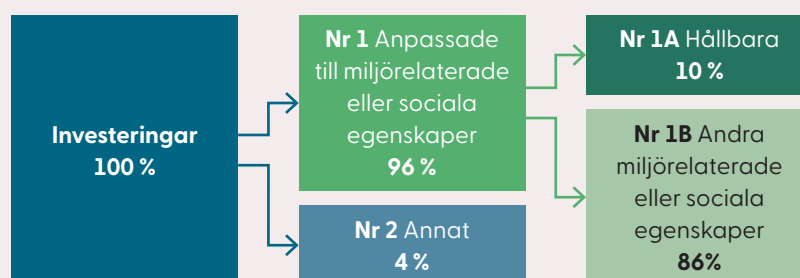 Investeringar
100 %
Nr 1 Anpassade
till miljörelaterade
eller sociala
egenskaper
96 %
Nr 2 Annat
4 %
Nr 1A Hållbara
10 %
Nr 1B Andra
miljörelaterade
eller sociala
egenskaper
86%